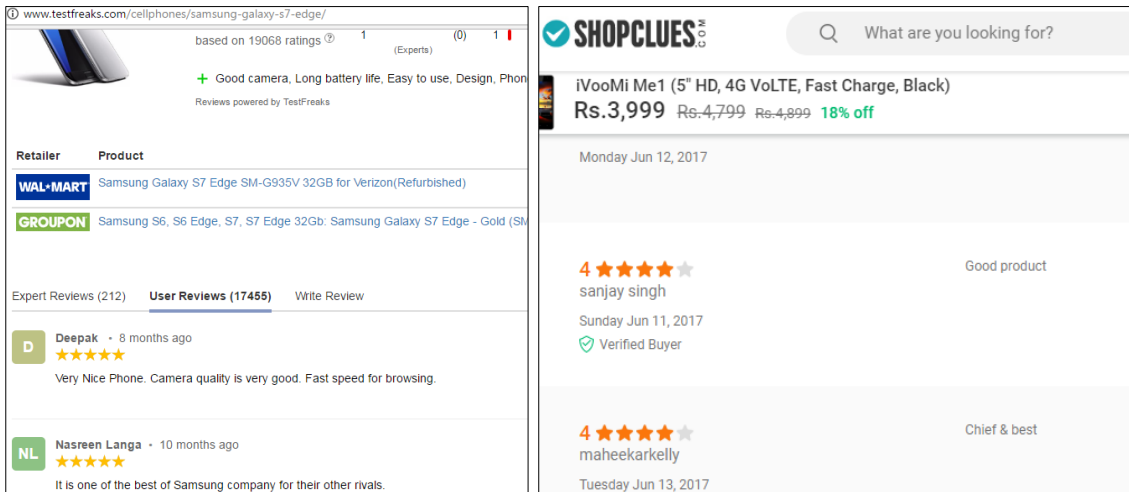 www.testfreaks.com/cellphones/samsung-galaxy-s7-edge/
based on 19068 ratings ? 1 (0) 1
(Experts)
+ Good camera, Long battery life, Easy to use, Design, Phon
Reviews powered by TestFreaks
Retailer Product
WAL*MART Samsung Galaxy S7 Edge SM-G935V 32GB for Verizon(Refurbished)
GROUPON Samsung S6, S6 Edge, S7, S7 Edge 32Gb: Samsung Galaxy S7 Edge - Gold (SM
Expert Reviews (212) User Reviews (17455) Write Review
D Deepak • 8 months ago
Very Nice Phone. Camera quality is very good. Fast speed for browsing.
NL Nasreen Langa • 10 months ago
It is one of the best of Samsung company for their other rivals.
SHOPCLUES.COM What are you looking for?
iVooMi Me1 (5" HD, 4G VoLTE, Fast Charge, Black)
Rs.3,999 Rs.4,799 Rs.4,899 18% off
Monday Jun 12, 2017
4 Good product
sanjay singh
Sunday Jun 11, 2017
Verified Buyer
4 Chief & best
maheekarkelly
Tuesday Jun 13, 2017